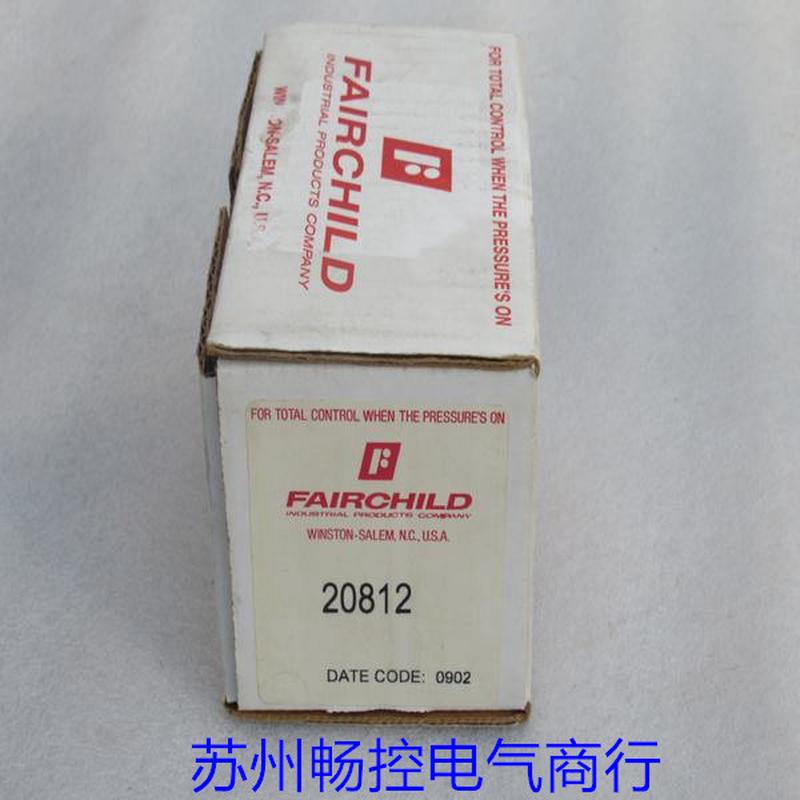 FOR TOTAL CONTROL WHEN THE PRESSURE'S ON
FAIRCHILD
INDUSTRIAL PRODUCTS COMPANY
ON-SALEM, N.C., U.S.
FOR TOTAL CONTROL WHEN THE PRESSURE'S ON
FAIRCHILD
INDUSTRIAL PRODUCTS COMPANY
WINSTON-SALEM, N.C., U.S.A.
20812
DATE CODE: 0902
苏州畅控电气商行